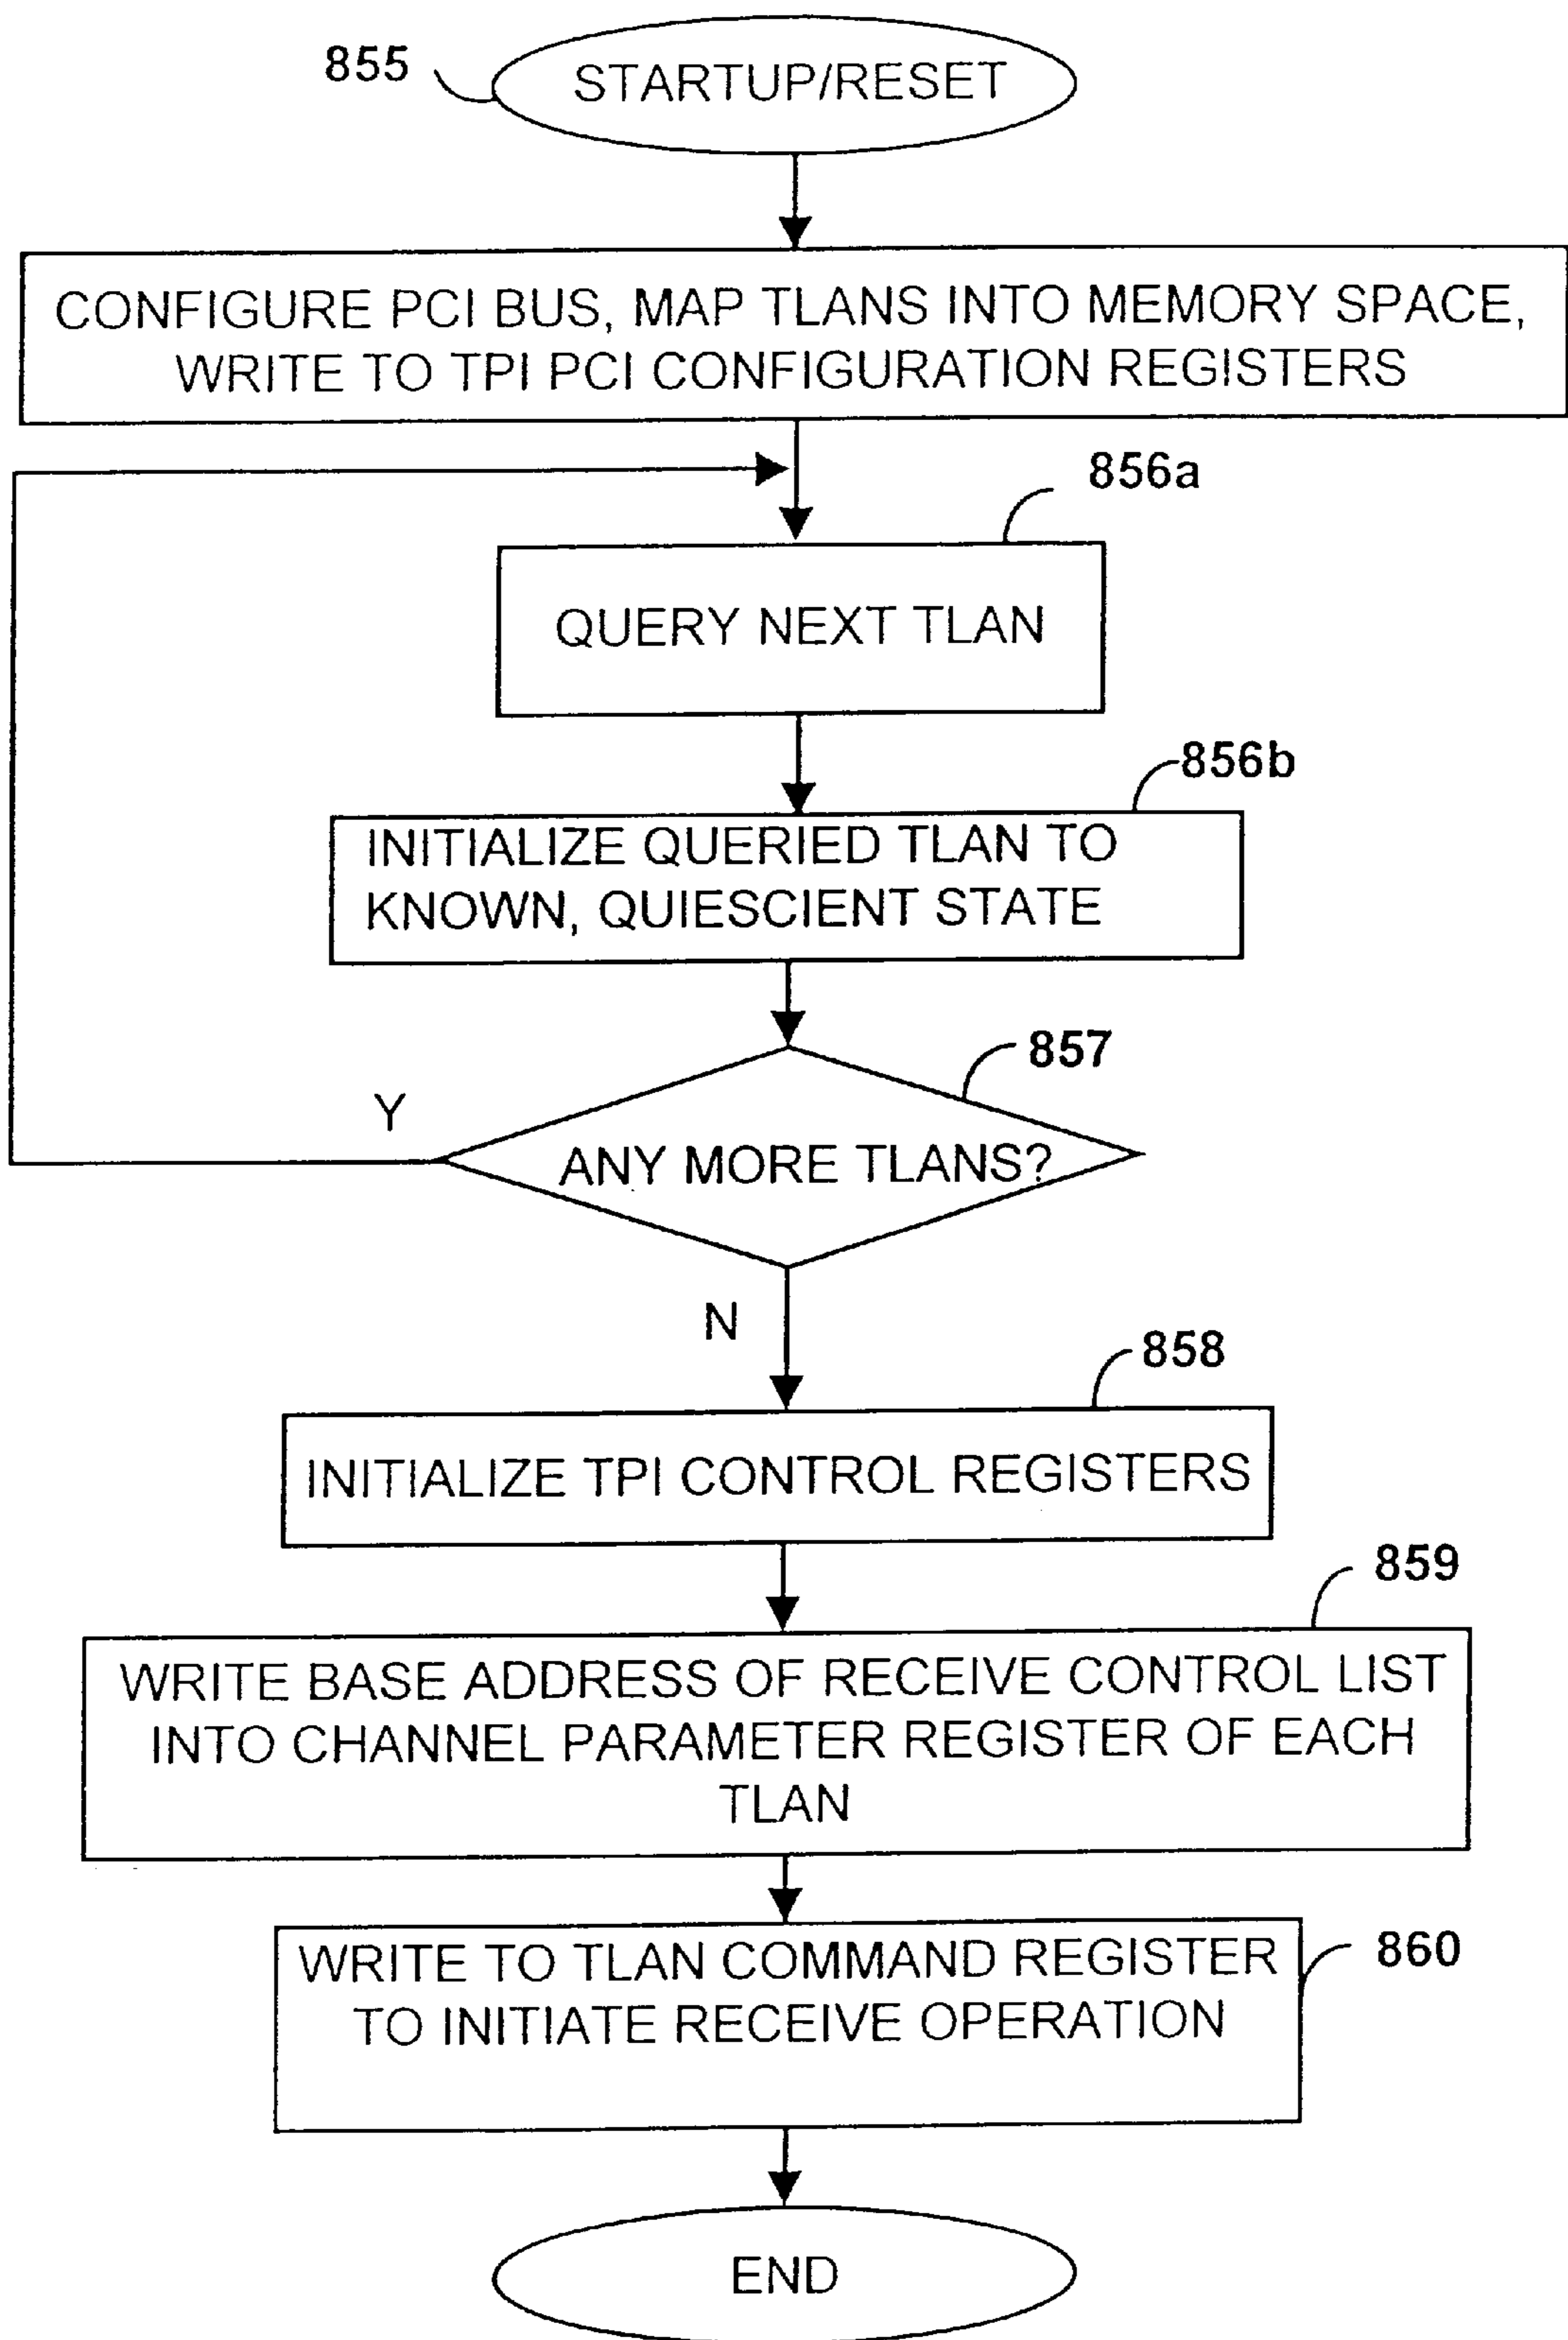 855
STARTUP/RESET
CONFIGURE PCI BUS, MAP TLANS INTO MEMORY SPACE,
WRITE TO TPI PCI CONFIGURATION REGISTERS
856a
QUERY NEXT TLAN
856b
INITIALIZE QUERIED TLAN TO
KNOWN, QUIESCIENT STATE
857
Y
ANY MORE TLANS?
N
858
INITIALIZE TPI CONTROL REGISTERS
859
WRITE BASE ADDRESS OF RECEIVE CONTROL LIST
INTO CHANNEL PARAMETER REGISTER OF EACH
TLAN
WRITE TO TLAN COMMAND REGISTER
860
TO INITIATE RECEIVE OPERATION
END